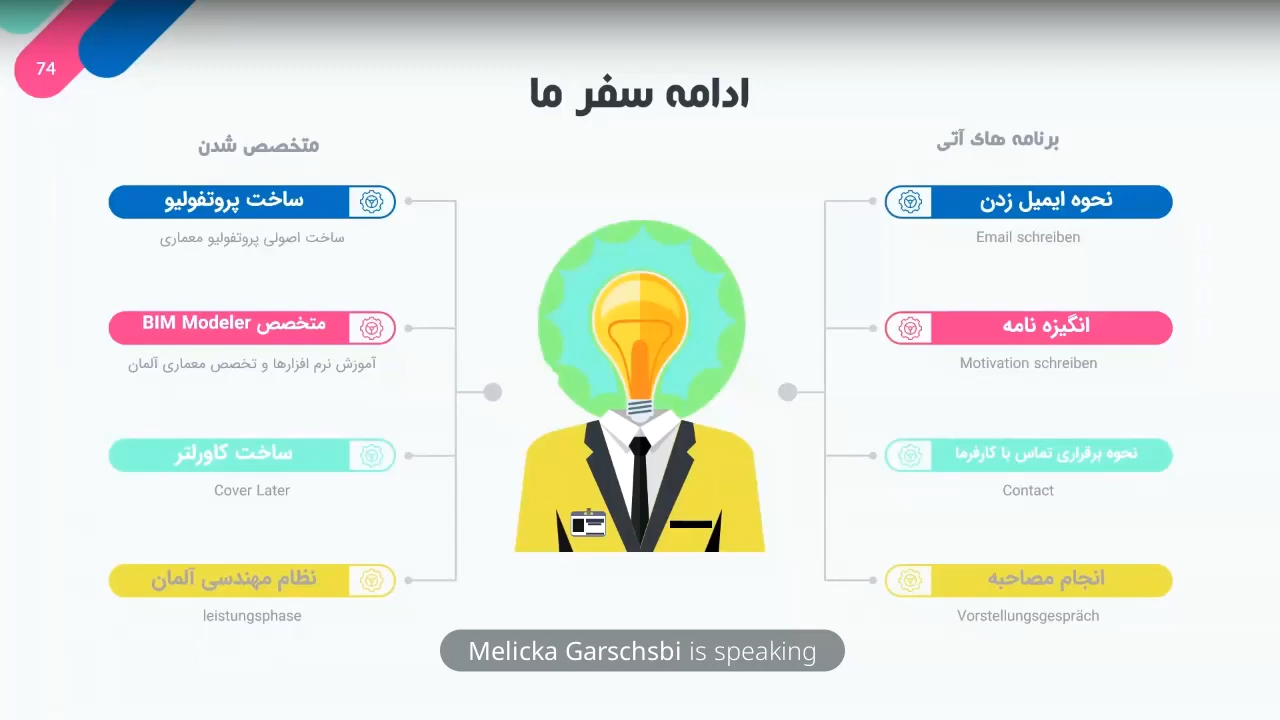 74
ادامه سفر ما
برنامه های آتی
نحوه ایمیل زدن
Email schreiben
انگیزه نامه
Motivation schreiben
نحوه برقراری تماس با کارفرما
Contact
انجام مصاحبه
Vorstellungsgespräch
متخصص شدن
ساخت پروتفولیو
ساخت اصولی پروتفولیو معماری
متخصص BIM Modeler
آموزش نرم افزارها و تخصص معماری آلمان
ساخت کاورلتر
Cover Later
نظام مهندسی آلمان
leistungsphase
Melicka Garschsbi is speaking